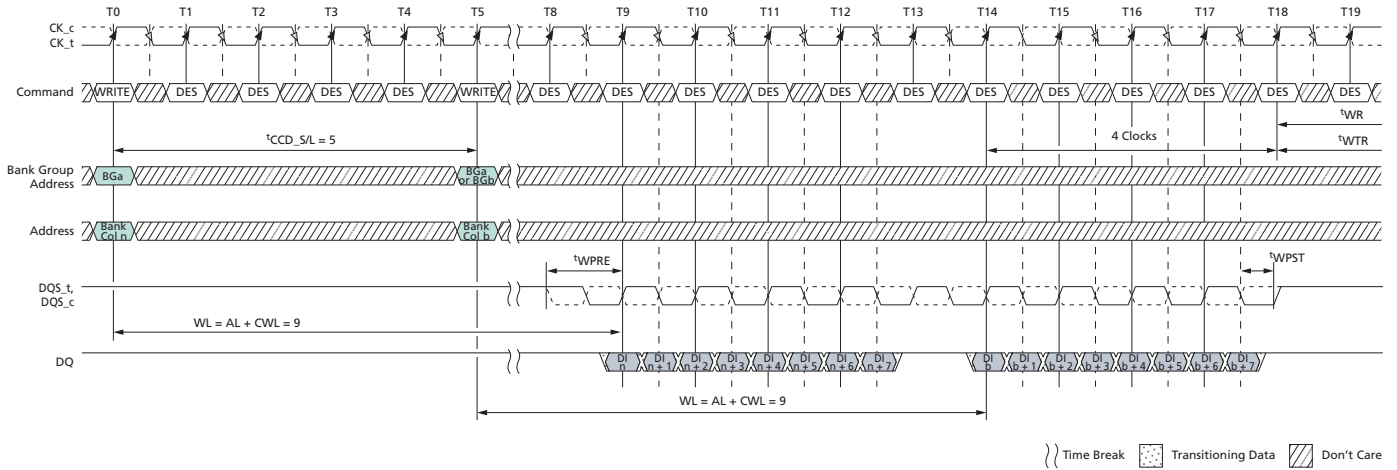 T0 T1 T2 T3 T4 T5 T8 T9 T10 T11 T12 T13 T14 T15 T16 T17 T18 T19
CK_c
CK_t
Command WRITE DES DES DES DES WRITE DES DES DES DES DES DES DES DES DES DES DES DES
tWR
tCCD_S/L = 5 4 Clocks tWTR
Bank Group
Address
BGa
BGa
or BGb
Address
Bank
Col n
Bank
Col b
tWPRE tWPST
DQS_t,
DQS_c
WL = AL + CWL = 9
DQ
DI
n
DI
n + 1
DI
n + 2
DI
n + 3
DI
n + 4
DI
n + 5
DI
n + 6
DI
n + 7
DI
b
DI
b + 1
DI
b + 2
DI
b + 3
DI
b + 4
DI
b + 5
DI
b + 6
DI
b + 7
WL = AL + CWL = 9
Time Break Transitioning Data Don't Care